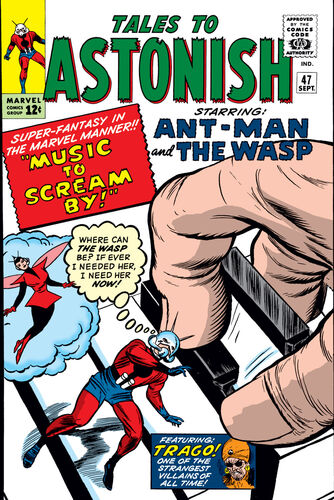 TALES TO
ASTONISH
APPROVED
BY THE
COMICS
CODE
AUTHORITY
IND.
MARVEL
COMICS
GROUP
12¢
47
SEPT.
STARRING:
ANT-MAN
and THE WASP
SUPER-FANTASY IN
THE MARVEL MANNER!!
"MUSIC
TO
SCREAM
BY!"
WHERE CAN
THE WASP
BE? IF EVER
I NEEDED HER,
I NEED HER
NOW!
FEATURING:
TRAGO!
ONE OF THE
STRANGEST
VILLAINS OF
ALL TIME!